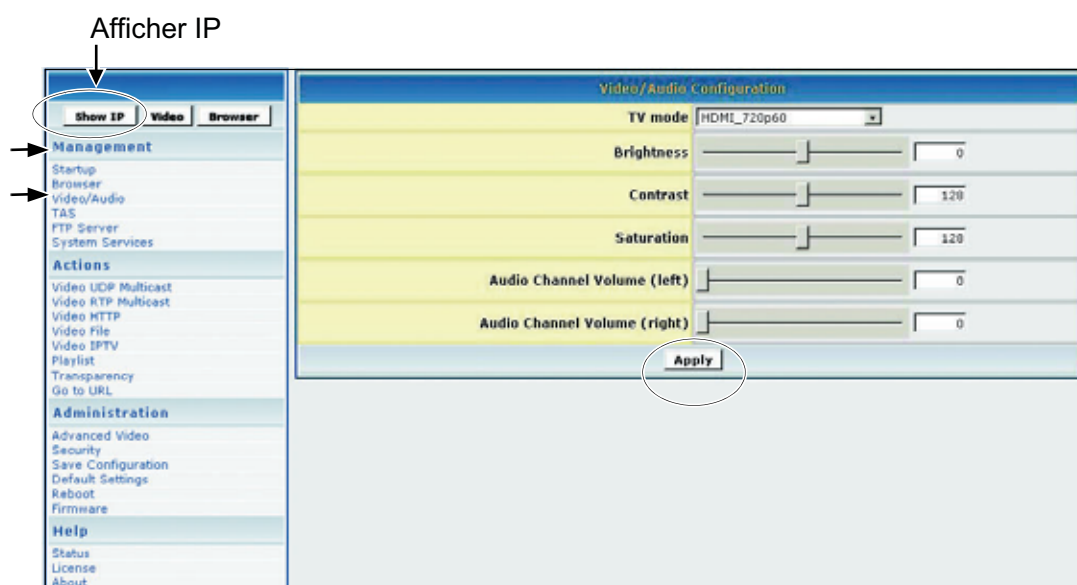 Afficher IP
Show IP Video Browser
Management
Startup
Browser
Video/Audio
TAS
FTP Server
System Services
Actions
Video UDP Multicast
Video RTP Multicast
Video HTTP
Video File
Video IPTV
Playlist
Transparency
Go to URL
Administration
Advanced Video
Security
Save Configuration
Default Settings
Reboot
Firmware
Help
Status
License
About
Video/Audio Configuration
TV mode HDMI_720p60
Brightness 0
Contrast 128
Saturation 128
Audio Channel Volume (left) 0
Audio Channel Volume (right) 0
Apply